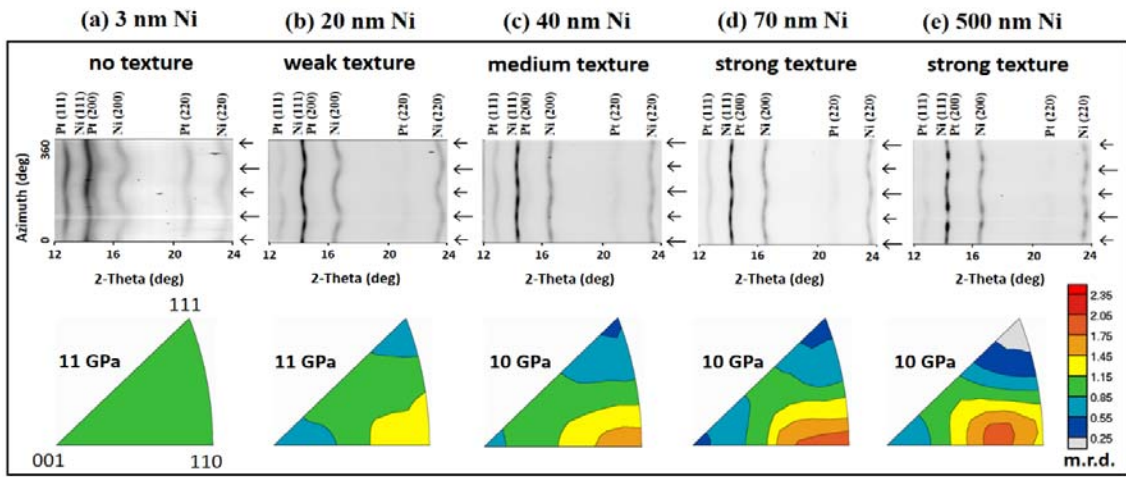 (a) 3 nm Ni (b) 20 nm Ni (c) 40 nm Ni (d) 70 nm Ni (e) 500 nm Ni
no texture weak texture medium texture strong texture strong texture
Pt (111) Ni (111) Pt (200) Ni (200) Pt (220) Ni (220) Pt (111) Ni (111) Pt (200) Ni (200) Pt (220) Ni (220) Pt (111) Ni (111) Pt (200) Ni (200) Pt (220) Ni (220) Pt (111) Ni (111) Pt (200) Ni (200) Pt (220) Ni (220) Pt (111) Ni (111) Pt (200) Ni (200) Pt (220) Ni (220)
Azimuth (deg)
360
0
12 16 20 24 12 16 20 24 12 16 20 24 12 16 20 24 12 16 20 24
2-Theta (deg) 2-Theta (deg) 2-Theta (deg) 2-Theta (deg) 2-Theta (deg)
111
11 GPa 11 GPa 10 GPa 10 GPa 10 GPa
001 110
2.35
2.05
1.75
1.45
1.15
0.85
0.55
0.25
m.r.d.